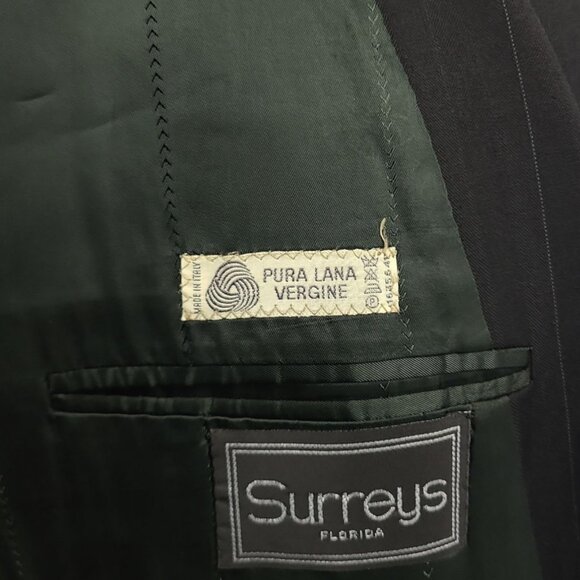 MADE IN ITALY
PURA LANA
VERGINE
Surreys
FLORIDA